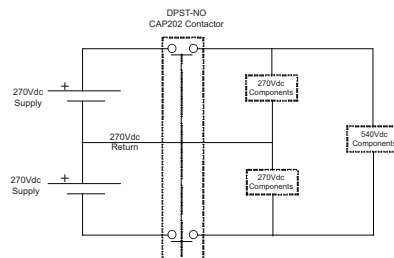 DPST-NO
CAP202 Contactor
270Vdc
Components
+
270Vdc
Supply
270Vdc
Return
540Vdc
Components
+
270Vdc
Supply
270Vdc
Components